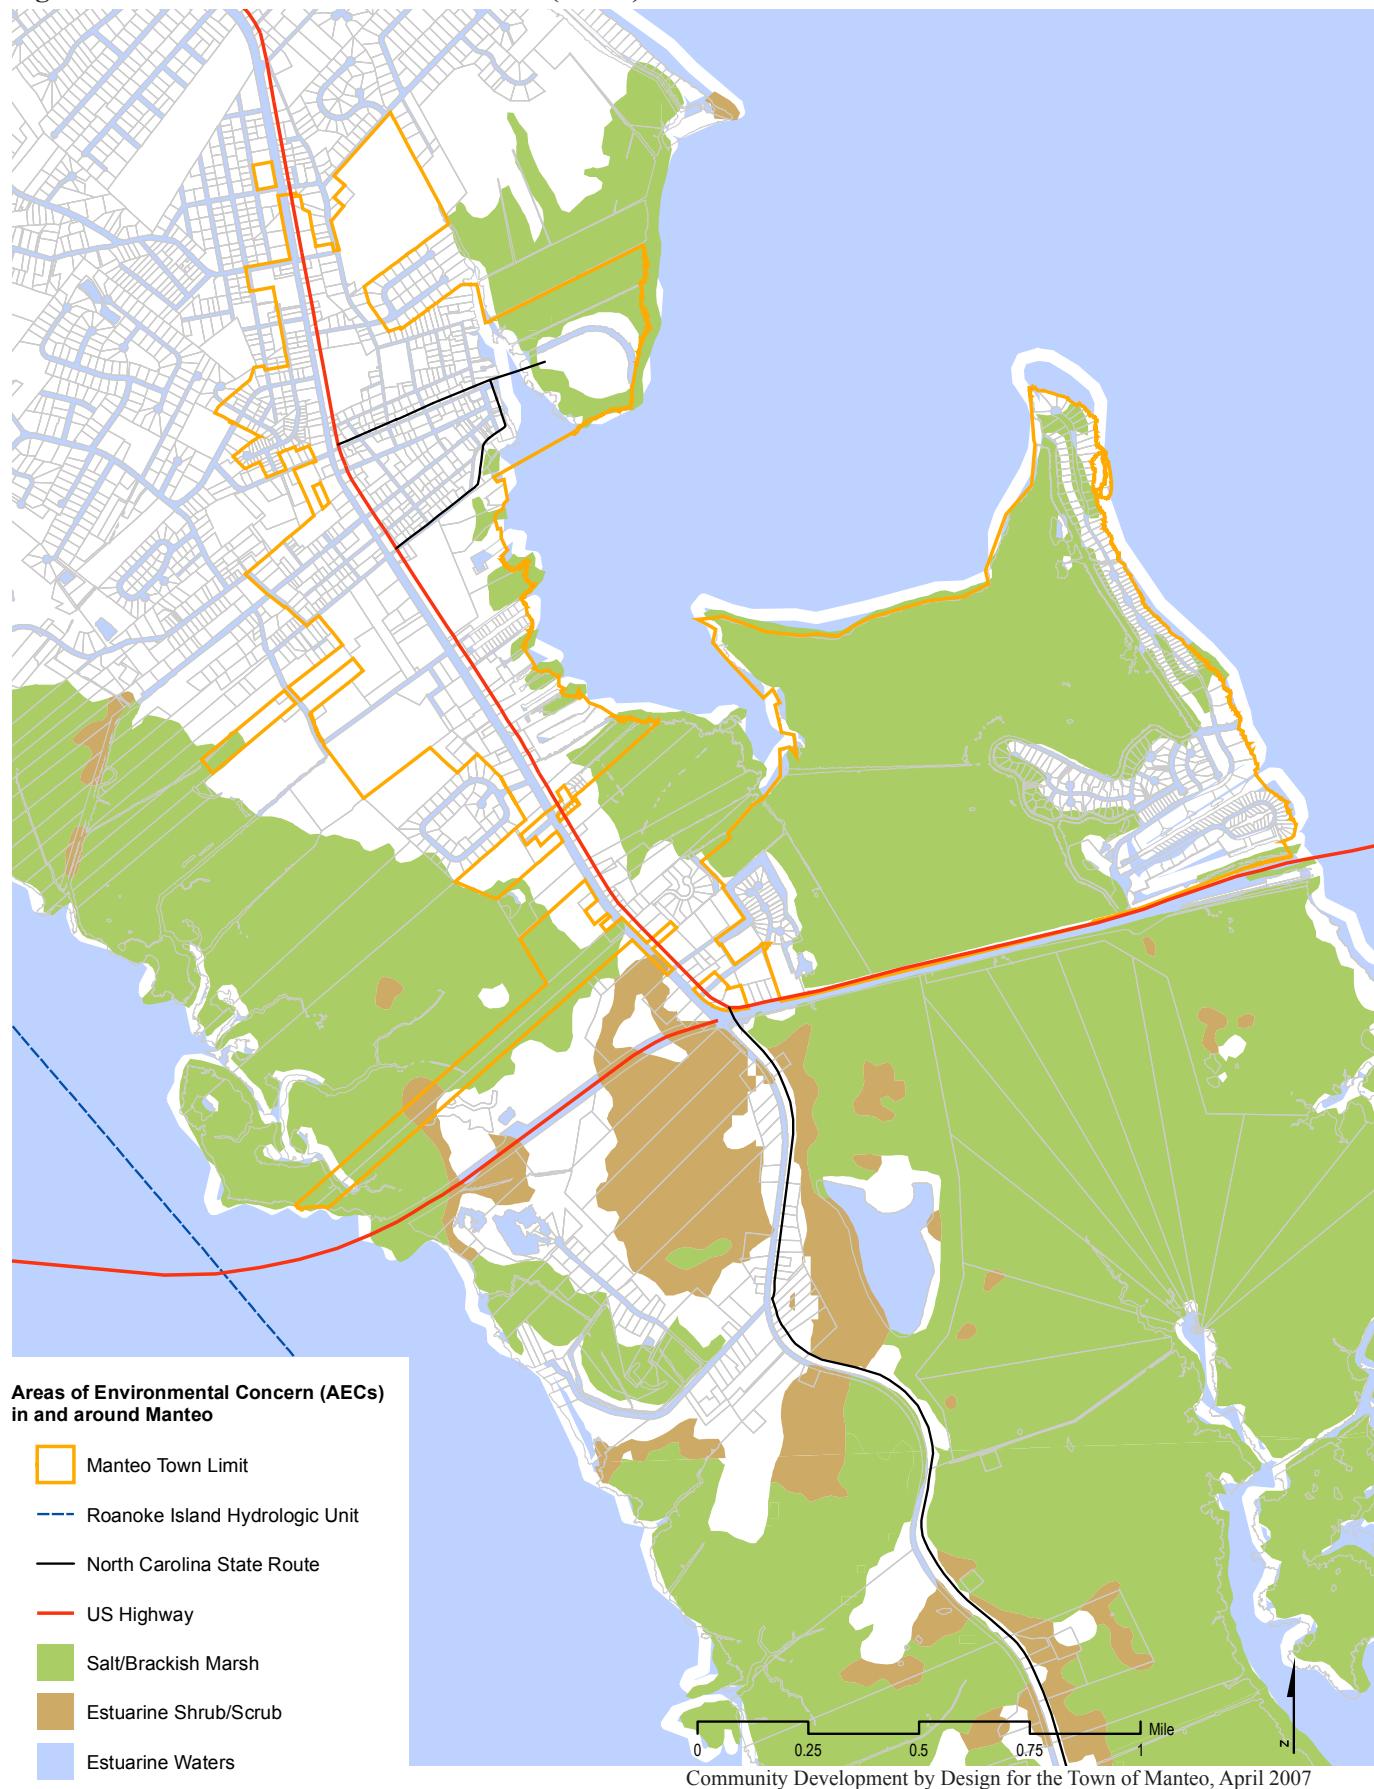 Areas of Environmental Concern (AECs)
in and around Manteo
Manteo Town Limit
Roanoke Island Hydrologic Unit
North Carolina State Route
US Highway
Salt/Brackish Marsh
Estuarine Shrub/Scrub
Estuarine Waters
Mile
0 0.25 0.5 0.75 1
N
Community Development by Design for the Town of Manteo, April 2007